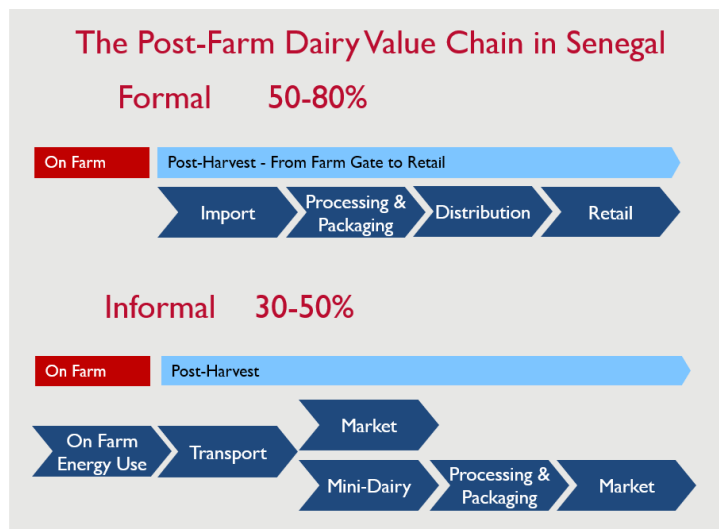 The Post-Farm Dairy Value Chain in Senegal
Formal 50-80%
On Farm
Post-Harvest - From Farm Gate to Retail
Import
Processing &
Packaging
Distribution
Retail
Informal 30-50%
On Farm
Post-Harvest
On Farm
Energy Use
Transport
Market
Mini-Dairy
Processing &
Packaging
Market